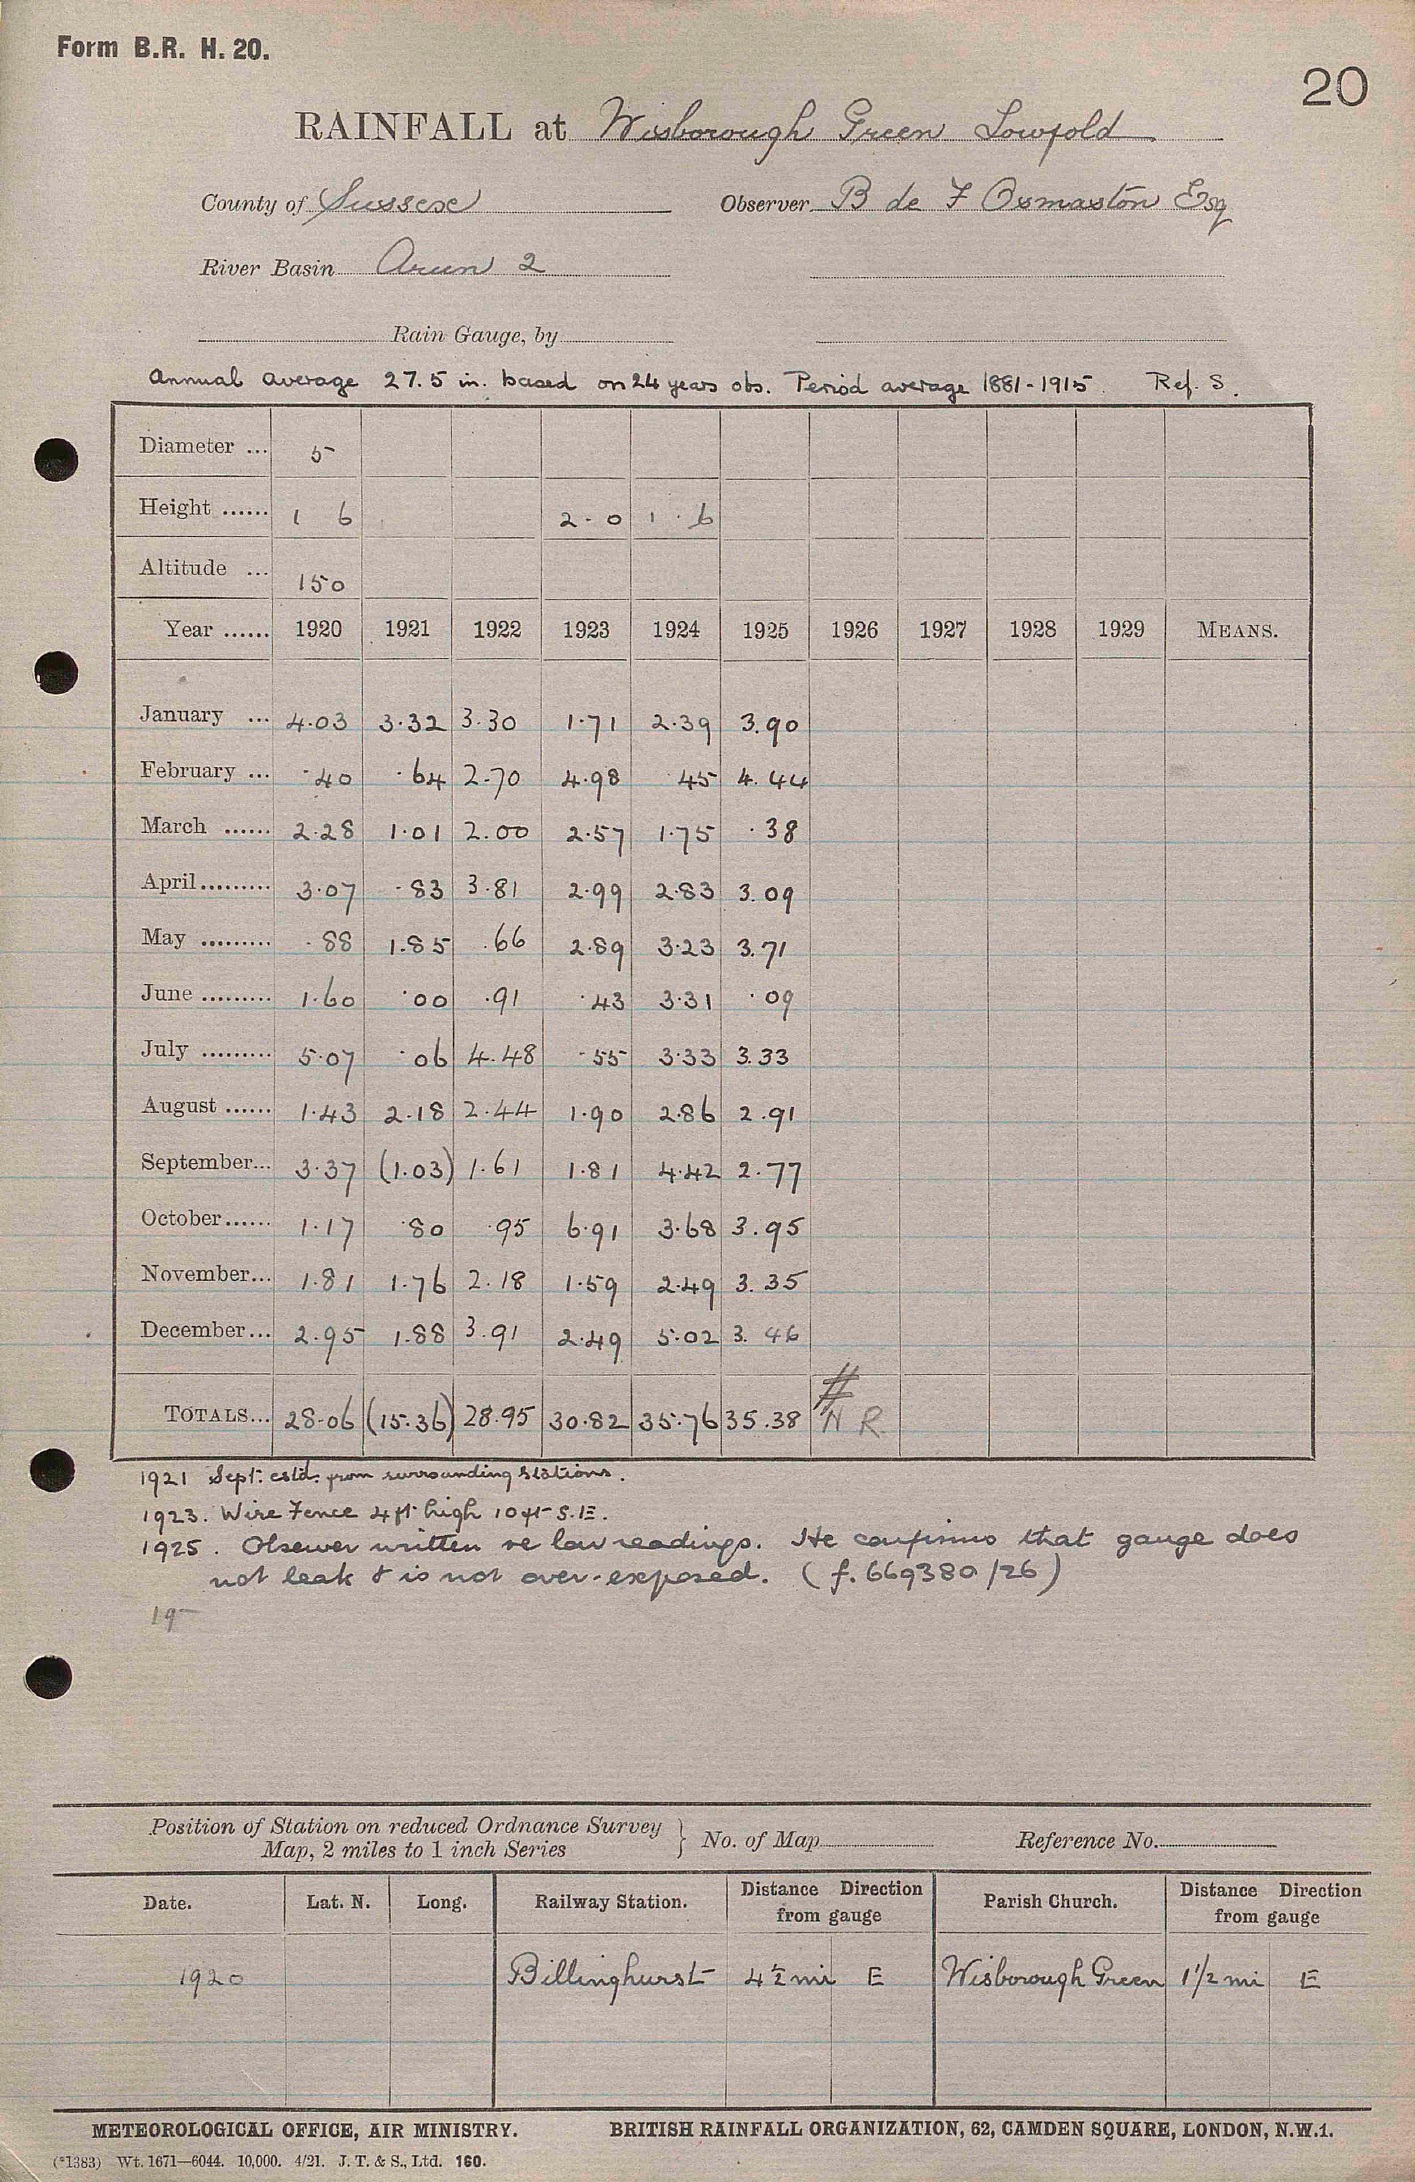 Form B.R. H. 20.
20
RAINFALL at Wisborough Green Lowfold
County of Sussex Observer B de F Osmaston Esq
River Basin Arun 2
Rain Gauge, by
Annual average 27.5 in. based on 24 years obs. Period average 1881-1915. Ref. S.
Diameter ... 5
Height ...... 1 6 2 - 0 1 . 6
Altitude ... 150
Year ...... 1920 1921 1922 1923 1924 1925 1926 1927 1928 1929 MEANS.
January ... 4.03 3.32 3.30 1.71 2.39 3.90
February ... .40 .64 2.70 4.98 45 4.44
March ...... 2.28 1.01 2.00 2.57 1.75 .38
April ......... 3.07 .83 3.81 2.99 2.83 3.09
May ......... .88 1.85 .66 2.89 3.23 3.71
June ......... 1.60 .00 .91 .43 3.31 .09
July ......... 5.07 .06 4.48 .55 3.33 3.33
August ...... 1.43 2.18 2.44 1.90 2.86 2.91
September... 3.37 (1.03) 1.61 1.81 4.42 2.77
October ...... 1.17 .80 .95 6.91 3.68 3.95
November... 1.81 1.76 2.18 1.59 2.49 3.35
December... 2.95 1.88 3.91 2.49 5.02 3.46
TOTALS... 28.06 (15.36) 28.95 30.82 35.76 35.38 # N R
1921 Sept. estd. from surrounding stations.
1923. Wire Fence 4 ft high 10 ft S.E.
1925. Observer written re low readings. He confirms that gauge does
not leak & is not over-exposed. (f. 669380/26)
19
Position of Station on reduced Ordnance Survey
Map, 2 miles to 1 inch Series } No. of Map Reference No.
Date. Lat. N. Long. Railway Station. Distance Direction from gauge Parish Church. Distance Direction from gauge
1920 Billinghurst 4½ mi E Wisborough Green 1½ mi E
METEOROLOGICAL OFFICE, AIR MINISTRY. BRITISH RAINFALL ORGANIZATION, 62, CAMDEN SQUARE, LONDON, N.W.1.
(*1383) Wt. 1671—6044. 10,000. 4/21. J. T. & S., Ltd. 160.